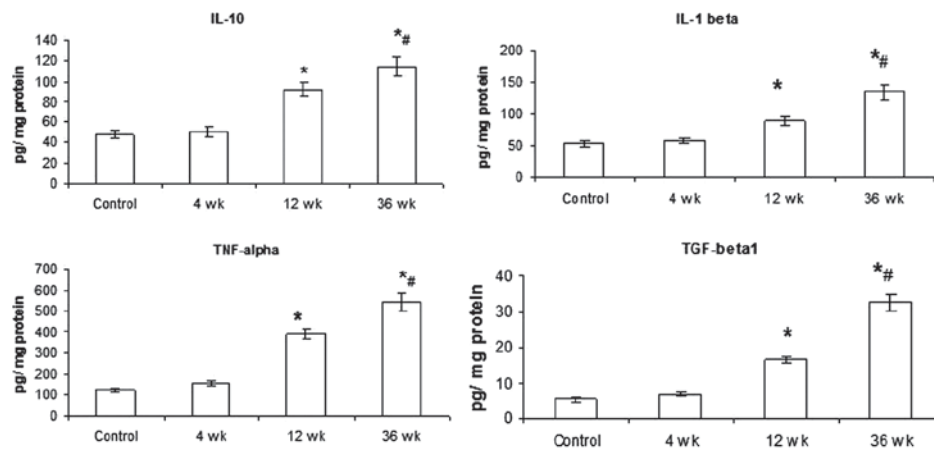 IL-10
pg/ mg protein
140
120
100
80
60
40
20
0
*
*#
Control 4 wk 12 wk 36 wk
IL-1 beta
pg/ mg protein
200
150
100
50
0
*
*#
Control 4 wk 12 wk 36 wk
TNF-alpha
pg/ mg protein
700
600
500
400
300
200
100
0
*
*#
Control 4 wk 12 wk 36 wk
TGF-beta1
pg/ mg protein
40
30
20
10
0
*
*#
Control 4 wk 12 wk 36 wk